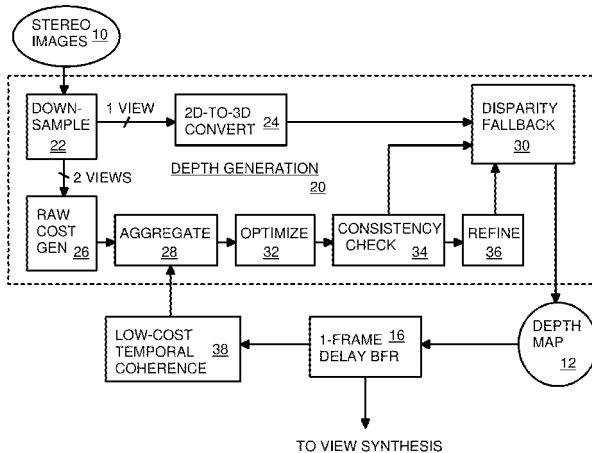 STEREO
IMAGES 10
DOWN-
SAMPLE
22
1 VIEW
2D-TO-3D
CONVERT 24
DISPARITY
FALLBACK
30
2 VIEWS
DEPTH GENERATION
20
RAW
COST
GEN 26
AGGREGATE
28
OPTIMIZE
32
CONSISTENCY
CHECK 34
REFINE
36
LOW-COST
TEMPORAL 38
COHERENCE
1-FRAME 16
DELAY BFR
DEPTH
MAP
12
TO VIEW SYNTHESIS